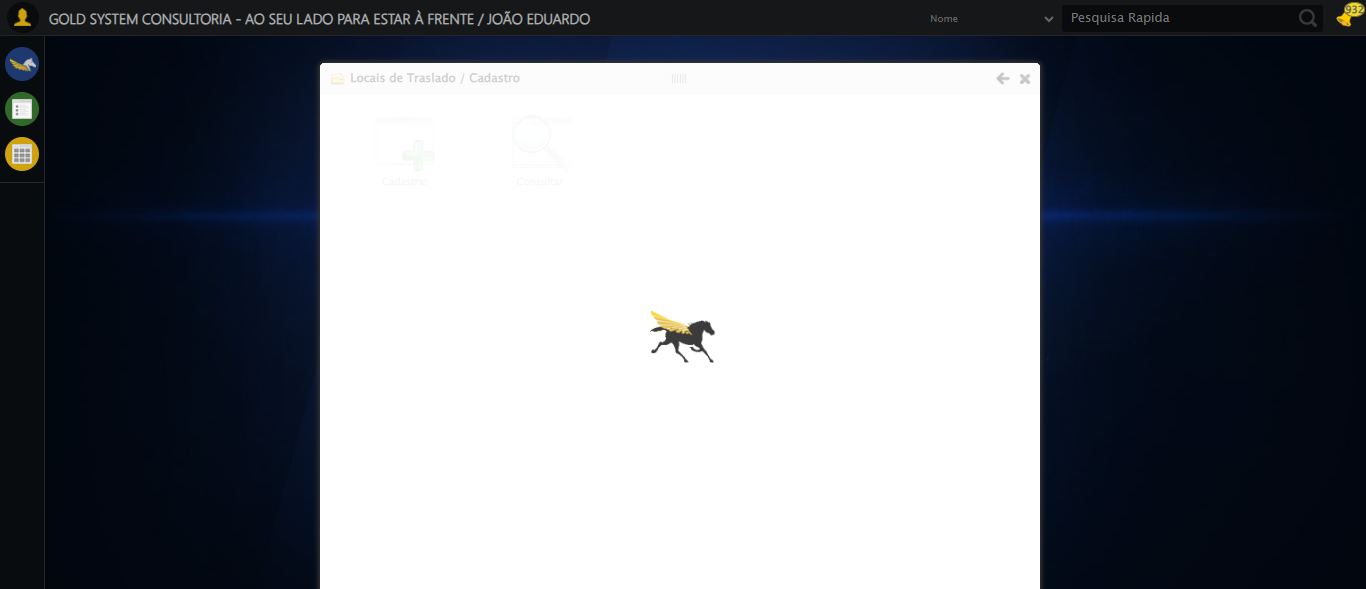 GOLD SYSTEM CONSULTORIA - AO SEU LADO PARA ESTAR À FRENTE / JOÃO EDUARDO
Nome
Pesquisa Rapida
932
Locais de Traslado / Cadastro
Cadastrar
Consultar